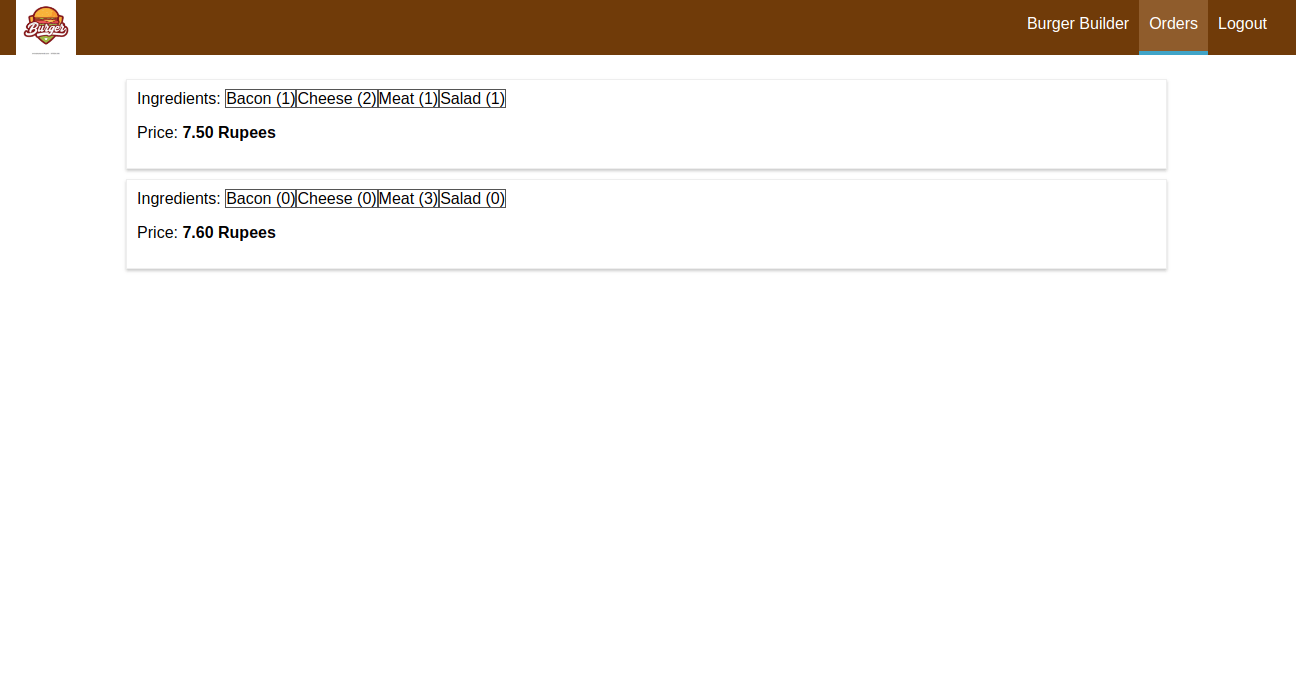 Burger
Burger Builder Orders Logout
Ingredients: Bacon (1) Cheese (2) Meat (1) Salad (1)
Price: 7.50 Rupees
Ingredients: Bacon (0) Cheese (0) Meat (3) Salad (0)
Price: 7.60 Rupees